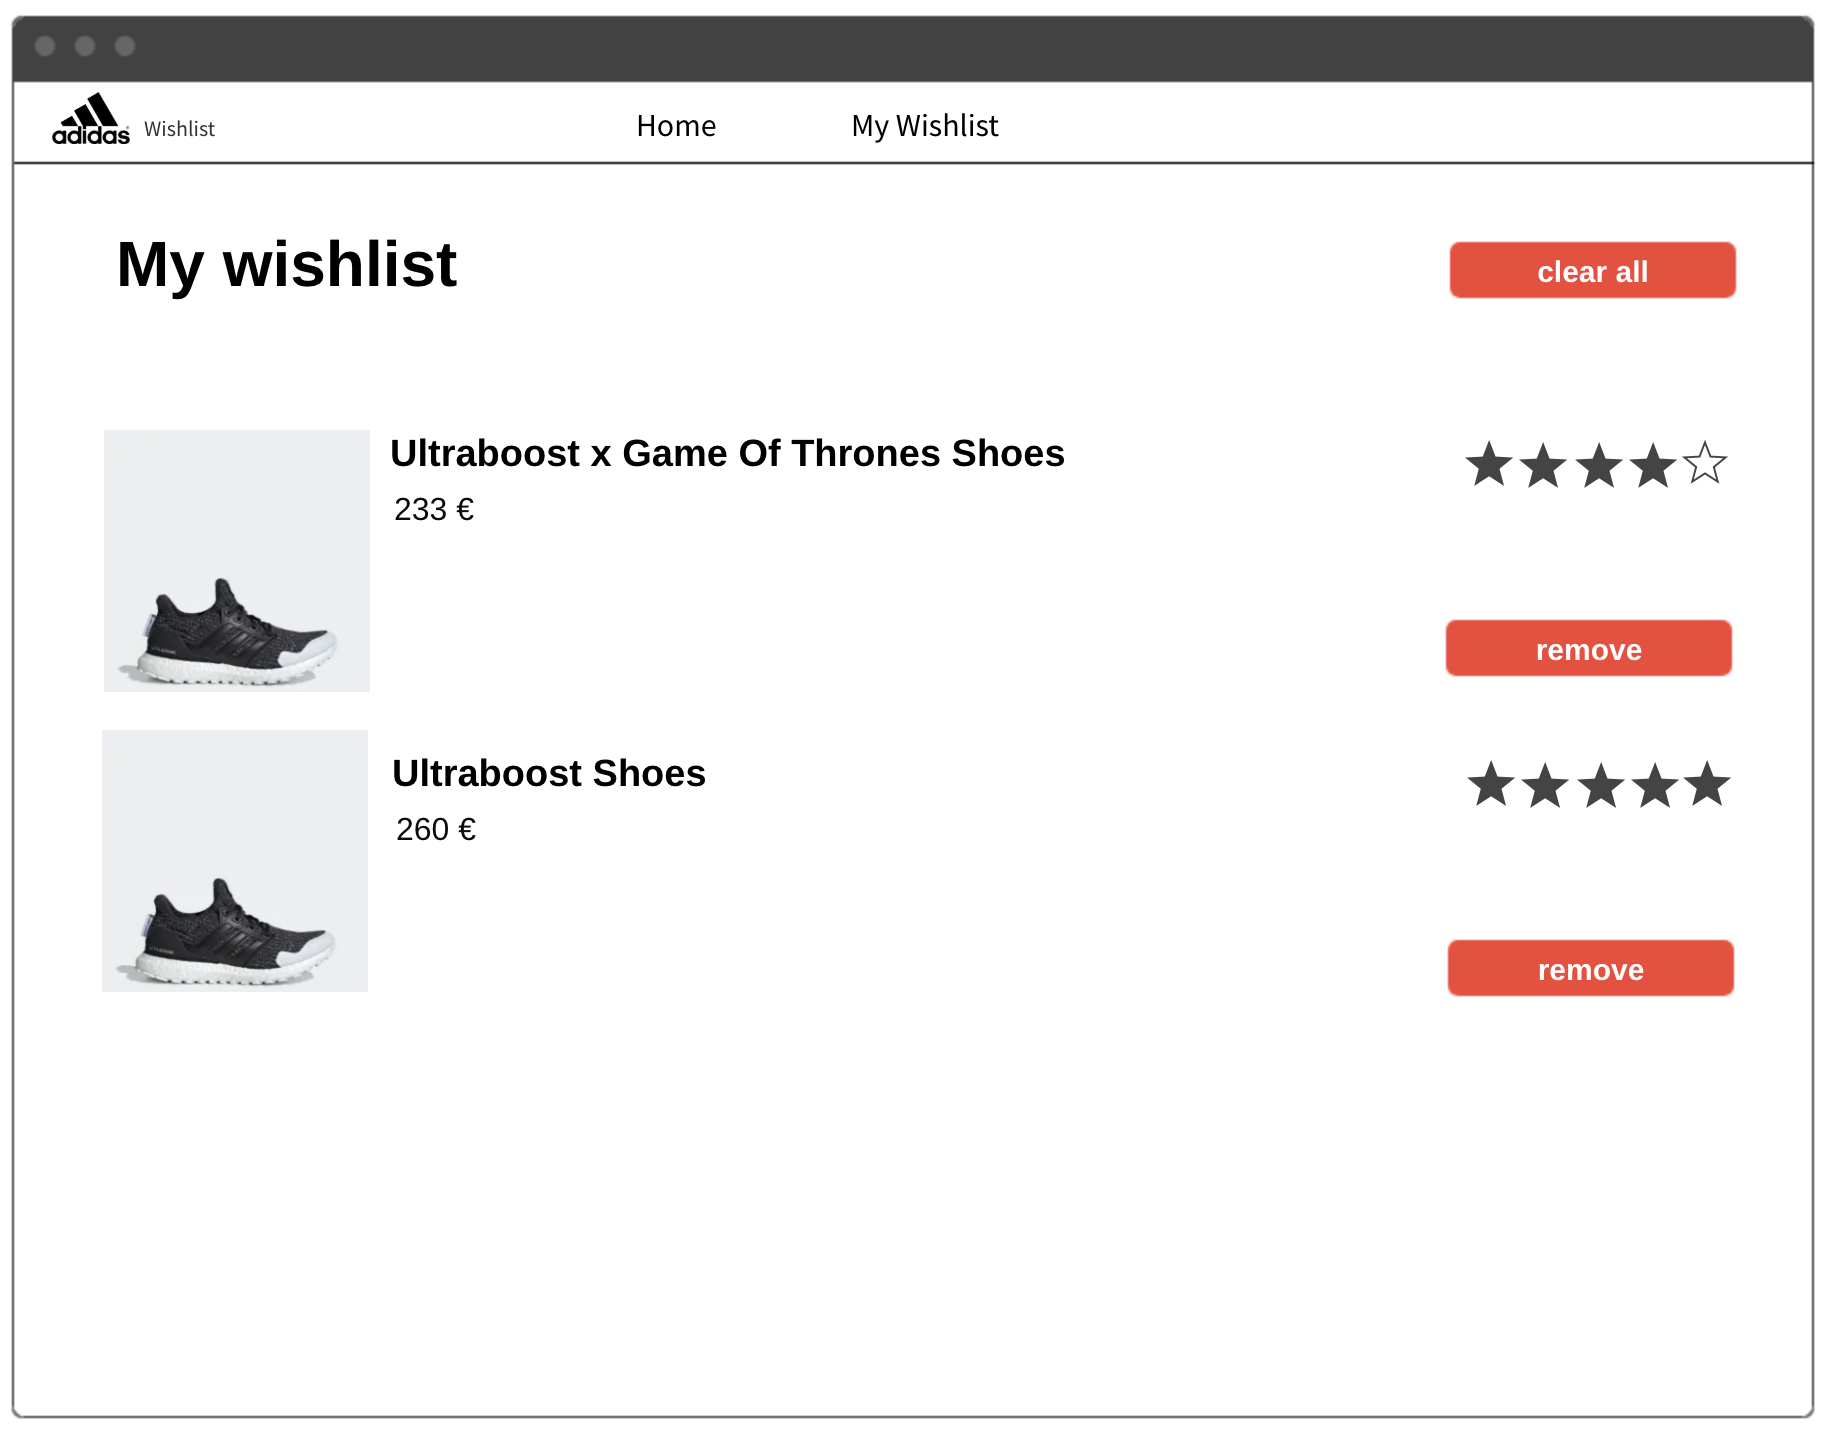 adidas Wishlist Home My Wishlist
My wishlist clear all
Ultraboost x Game Of Thrones Shoes
233 €
remove
Ultraboost Shoes
260 €
remove